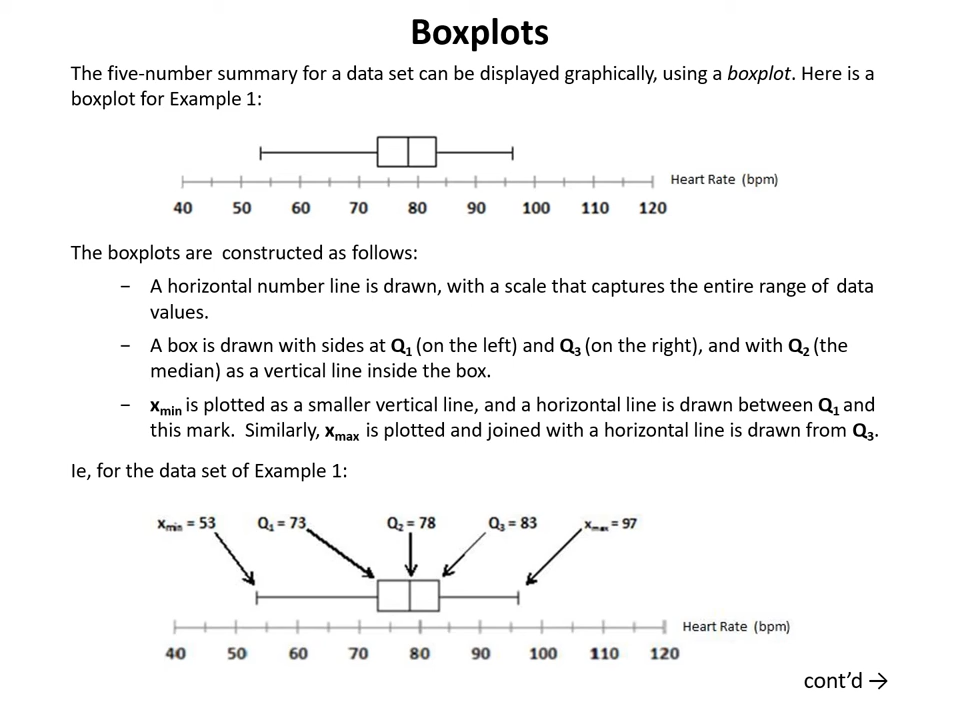 Boxplots
The five-number summary for a data set can be displayed graphically, using a boxplot. Here is a
boxplot for Example 1:
Heart Rate (bpm)
40 50 60 70 80 90 100 110 120
The boxplots are constructed as follows:
− A horizontal number line is drawn, with a scale that captures the entire range of data
values.
− A box is drawn with sides at Q₁ (on the left) and Q₃ (on the right), and with Q₂ (the
median) as a vertical line inside the box.
− xmin is plotted as a smaller vertical line, and a horizontal line is drawn between Q₁ and
this mark. Similarly, xmax is plotted and joined with a horizontal line is drawn from Q₃.
Ie, for the data set of Example 1:
xmin = 53 Q₁ = 73 Q₂ = 78 Q₃ = 83 xmax = 97
Heart Rate (bpm)
40 50 60 70 80 90 100 110 120
cont’d →